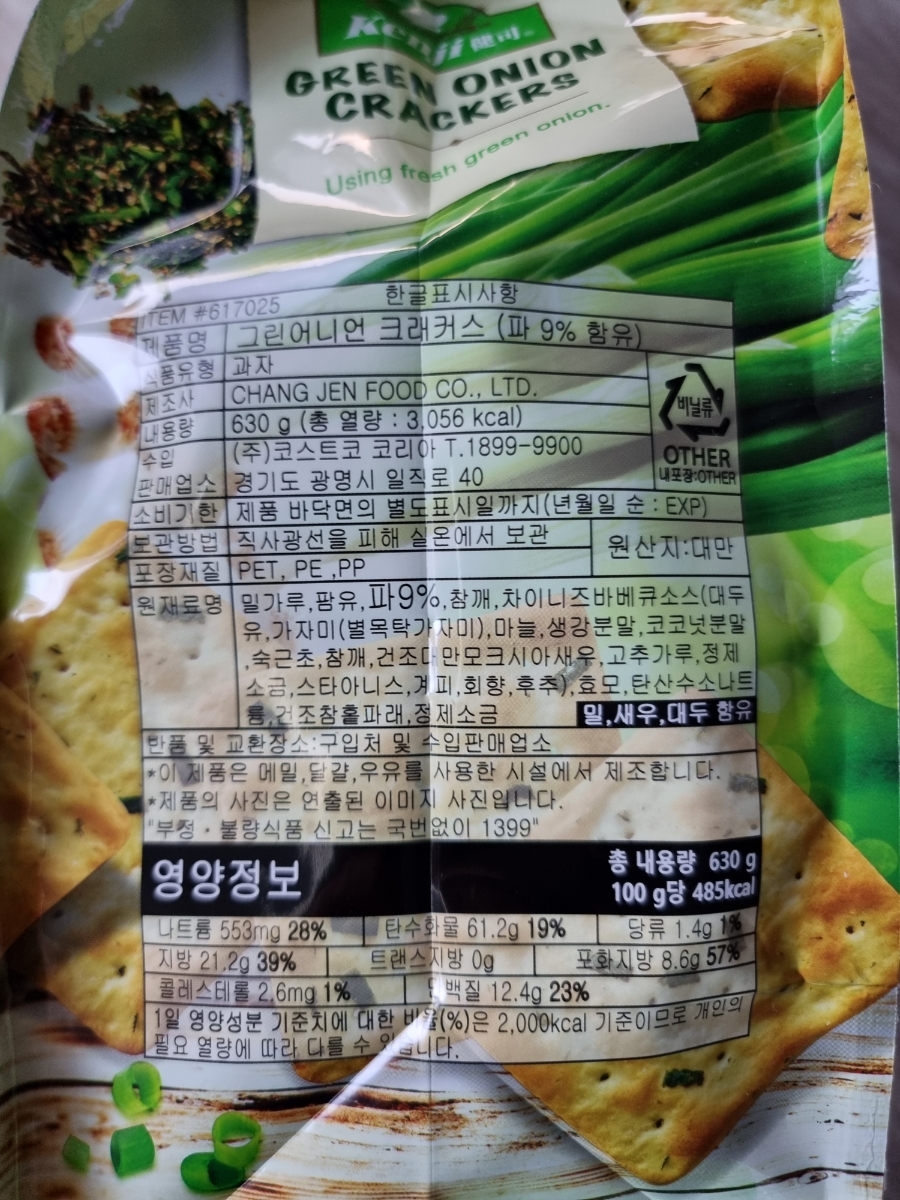 Kenji 健司
GREEN ONION
CRACKERS
Using fresh green onion.
한글표시사항
ITEM #617025
제품명 그린어니언 크래커스 (파 9% 함유)
식품유형 과자
제조사 CHANG JEN FOOD CO., LTD.
내용량 630 g (총 열량 : 3,056 kcal)
수입 (주)코스트코 코리아 T.1899-9900
판매업소 경기도 광명시 일직로 40
비닐류
OTHER
내포장:OTHER
소비기한 제품 바닥면의 별도표시일까지(년월일 순 : EXP)
보관방법 직사광선을 피해 실온에서 보관
원산지:대만
포장재질 PET, PE ,PP
원재료명 밀가루,팜유,파9%,참깨,차이니즈바베큐소스(대두
유,가자미(별목탁가자미),마늘,생강분말,코코넛분말
,숙근초,참깨,건조다만모크시아새우,고추가루,정제
소금,스타아니스,계피,회향,후추),효모,탄산수소나트
륨,건조참홑파래,정제소금 밀,새우,대두 함유
반품 및 교환장소:구입처 및 수입판매업소
*이 제품은 메밀,달걀,우유를 사용한 시설에서 제조합니다.
*제품의 사진은 연출된 이미지 사진입니다.
"부정·불량식품 신고는 국번없이 1399"
영양정보
총 내용량 630 g
100 g당 485kcal
나트륨 553mg 28% 탄수화물 61.2g 19% 당류 1.4g 1%
지방 21.2g 39% 트랜스지방 0g 포화지방 8.6g 57%
콜레스테롤 2.6mg 1% 단백질 12.4g 23%
1일 영양성분 기준치에 대한 비율(%)은 2,000kcal 기준이므로 개인의
필요 열량에 따라 다를 수 있습니다.